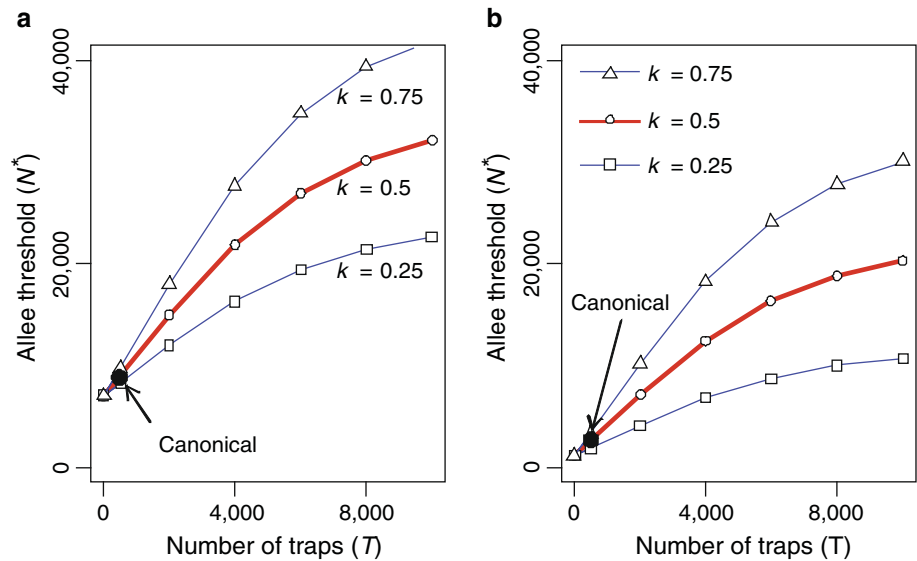 a
Allee threshold (N*)
40,000
20,000
0
k = 0.75
k = 0.5
k = 0.25
Canonical
0 4,000 8,000
Number of traps (T)
b
Allee threshold (N*)
40,000
20,000
0
k = 0.75
k = 0.5
k = 0.25
Canonical
0 4,000 8,000
Number of traps (T)